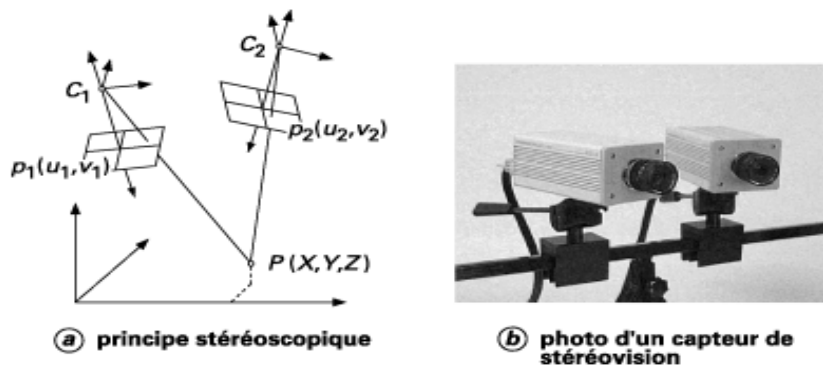 C2
C1
p2(u2,v2)
p1(u1,v1)
P(X,Y,Z)
a principe stéréoscopique
b photo d'un capteur de
stéréovision